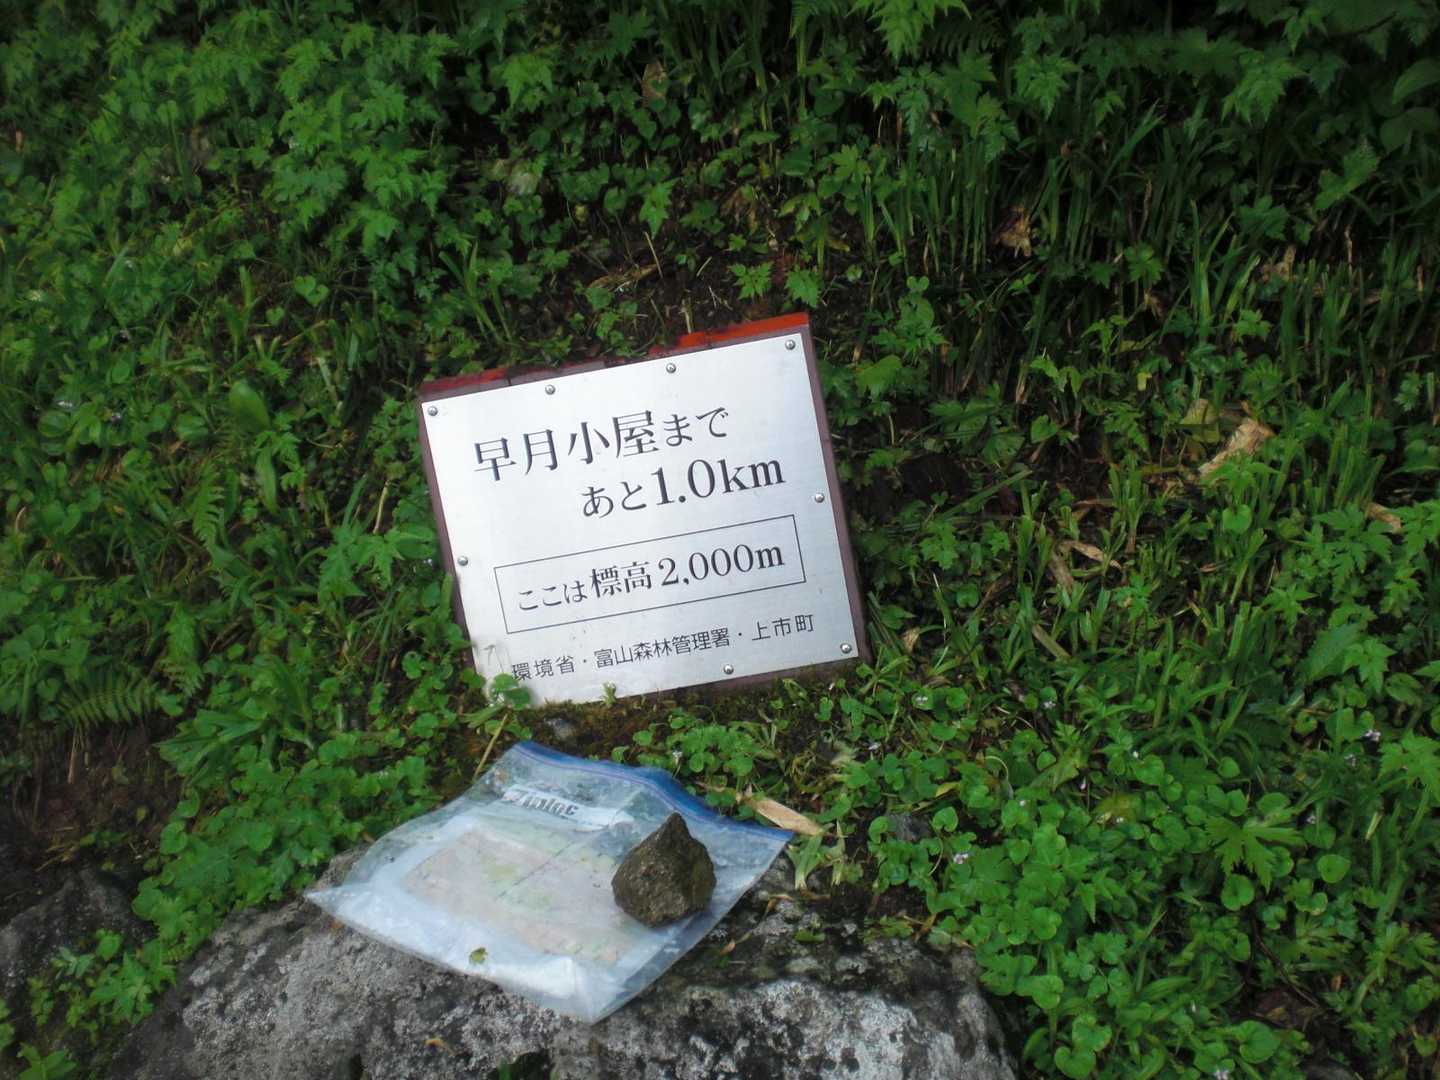 早月小屋まで
あと1.0km
ここは標高2,000m
環境省・富山森林管理署・上市町